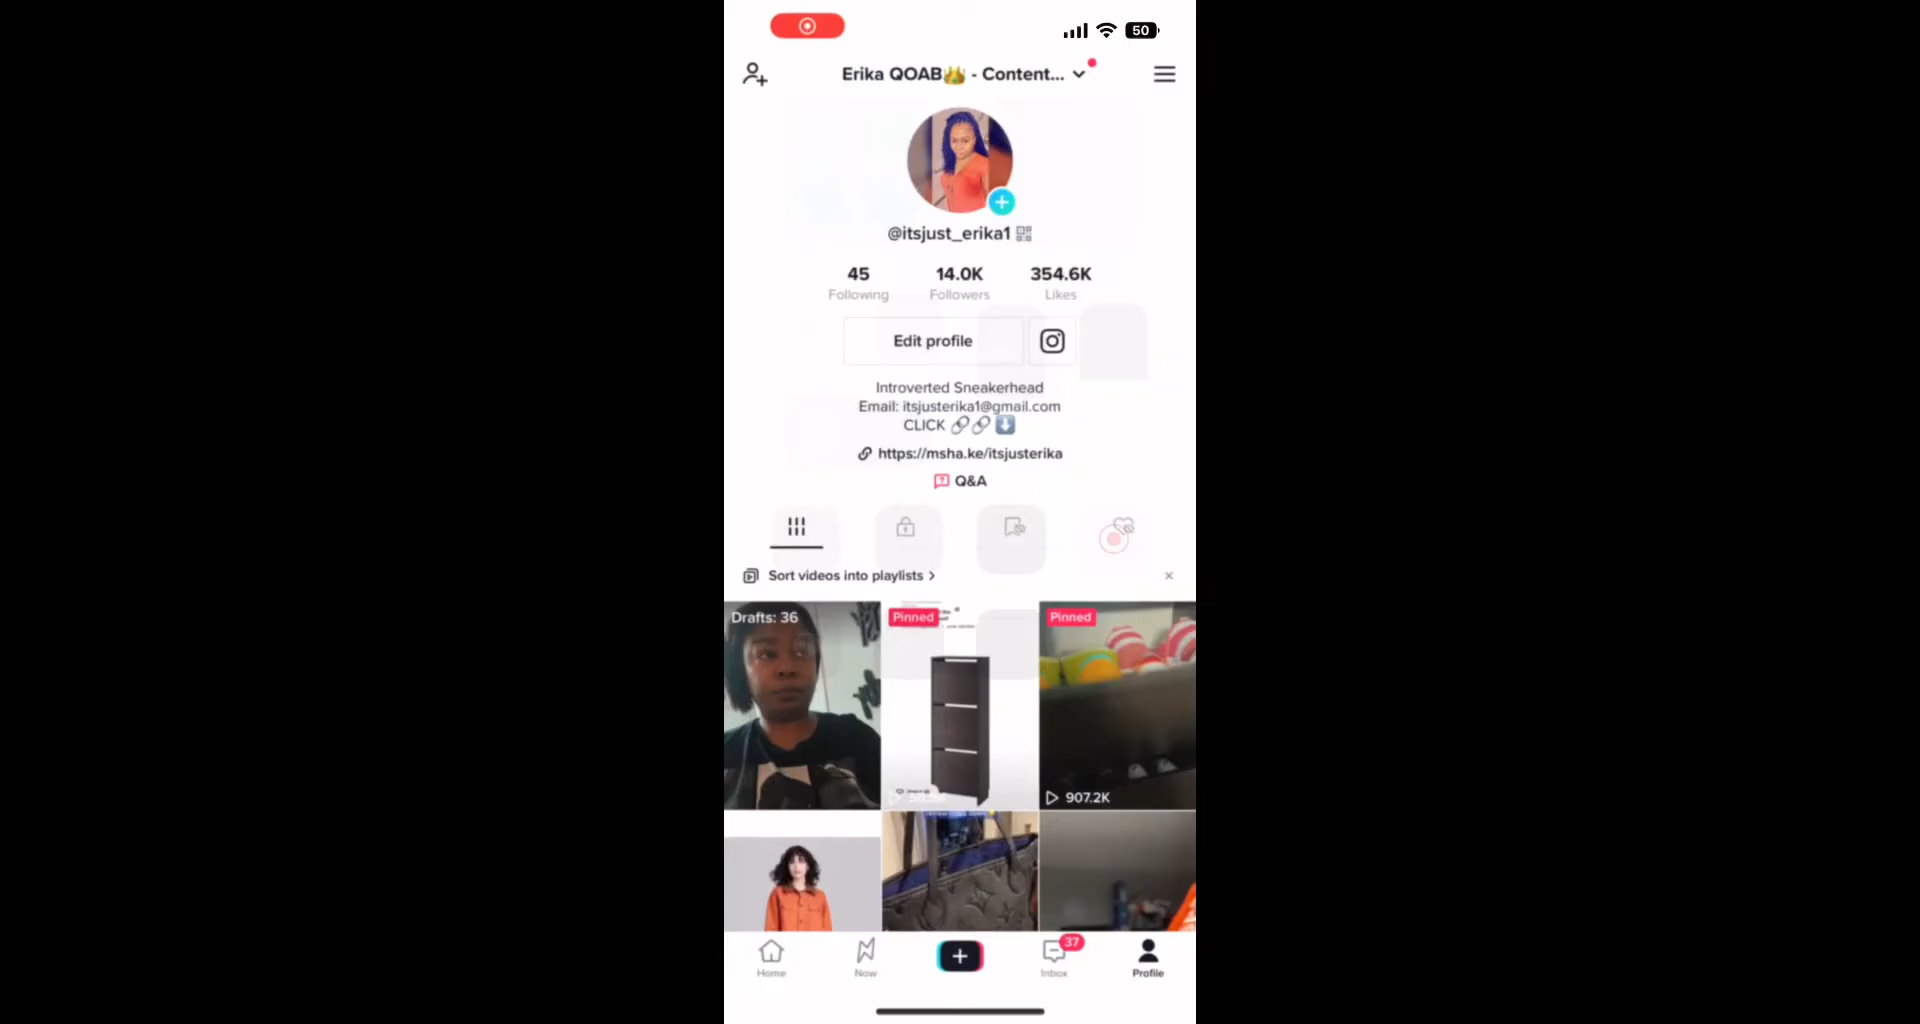 50
Erika QOAB👑 - Content...
@itsjust_erika1
45 14.0K 354.6K
Following Followers Likes
Edit profile
Introverted Sneakerhead
Email: itsjusterika1@gmail.com
CLICK 🔗🔗⬇️
https://msha.ke/itsjusterika
Q&A
Sort videos into playlists >
Drafts: 36
Pinned
Pinned
907.2K
37
Home Now Inbox Profile